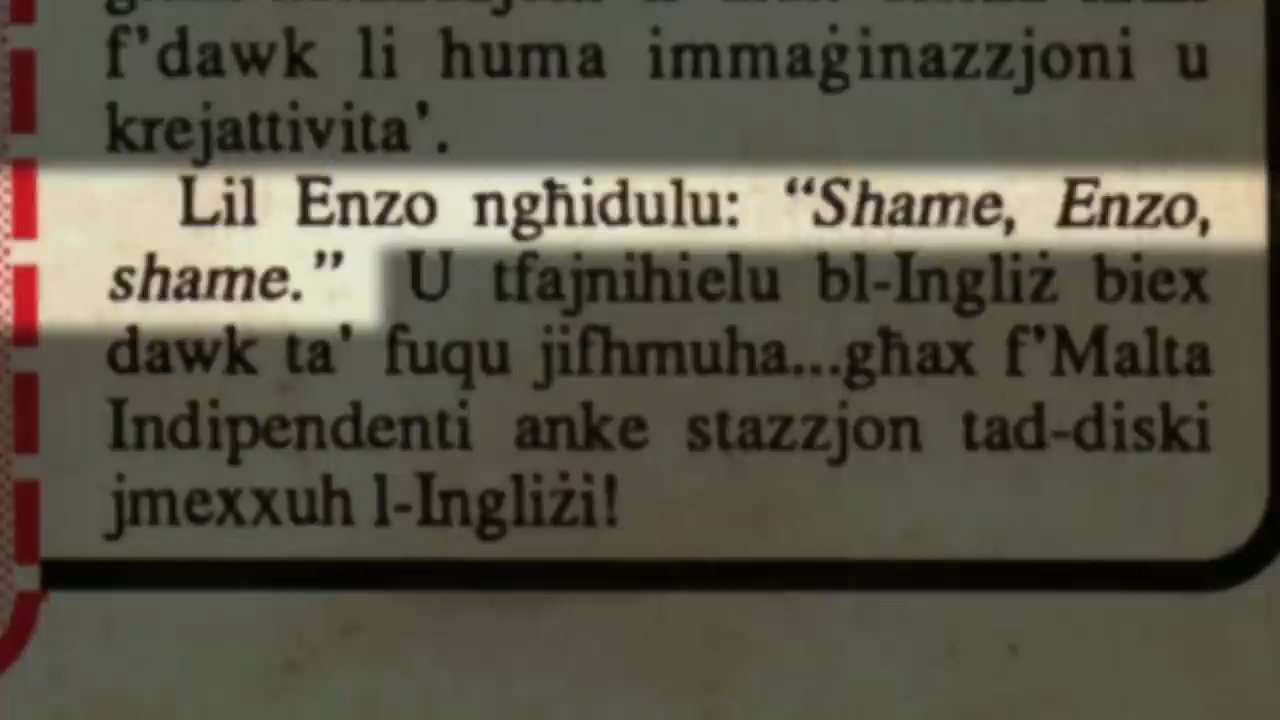 f'dawk li huma immaġinazzjoni u
krejattivita'.
Lil Enzo ngħidulu: “Shame, Enzo,
shame.” U tfajnihielu bl-Ingliż biex
dawk ta' fuqu jifhmuha...għax f'Malta
Indipendenti anke stazzjon tad-diski
jmexxuh l-Ingliżi!